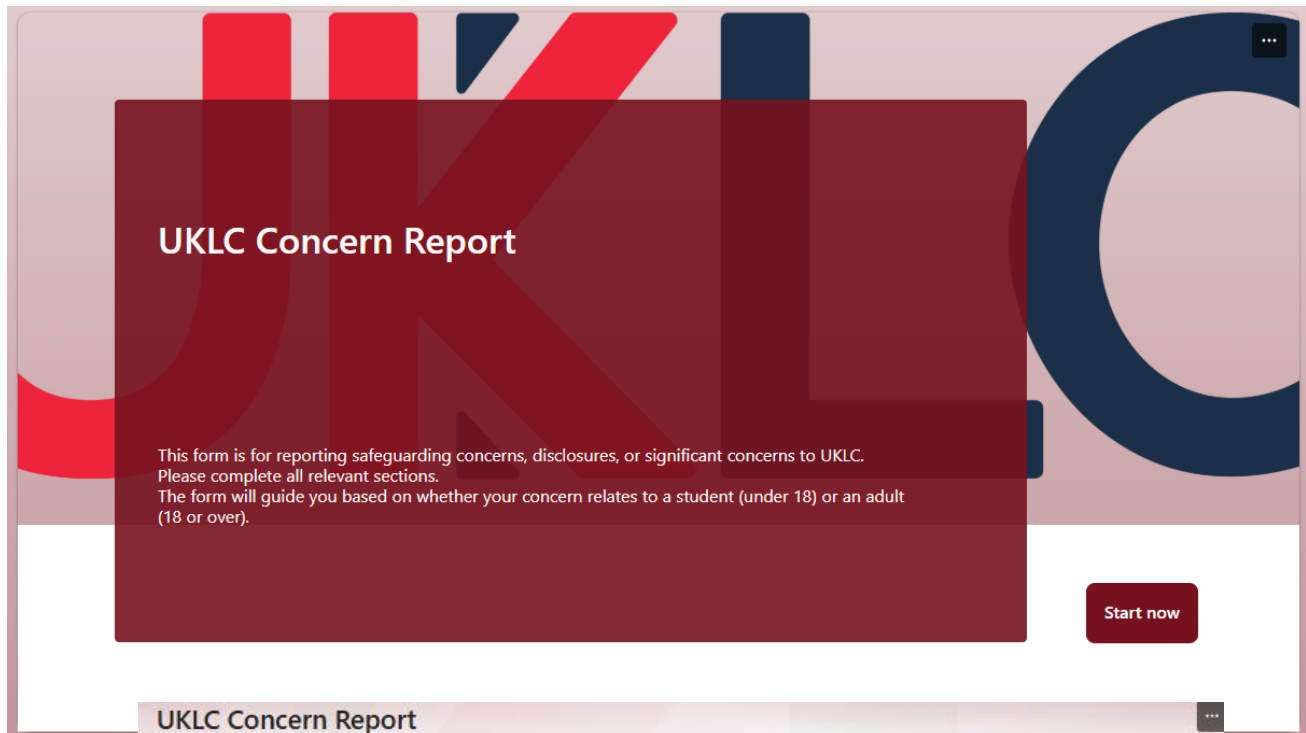 UKLC
UKLC Concern Report
This form is for reporting safeguarding concerns, disclosures, or significant concerns to UKLC.
Please complete all relevant sections.
The form will guide you based on whether your concern relates to a student (under 18) or an adult
(18 or over).
Start now
UKLC Concern Report